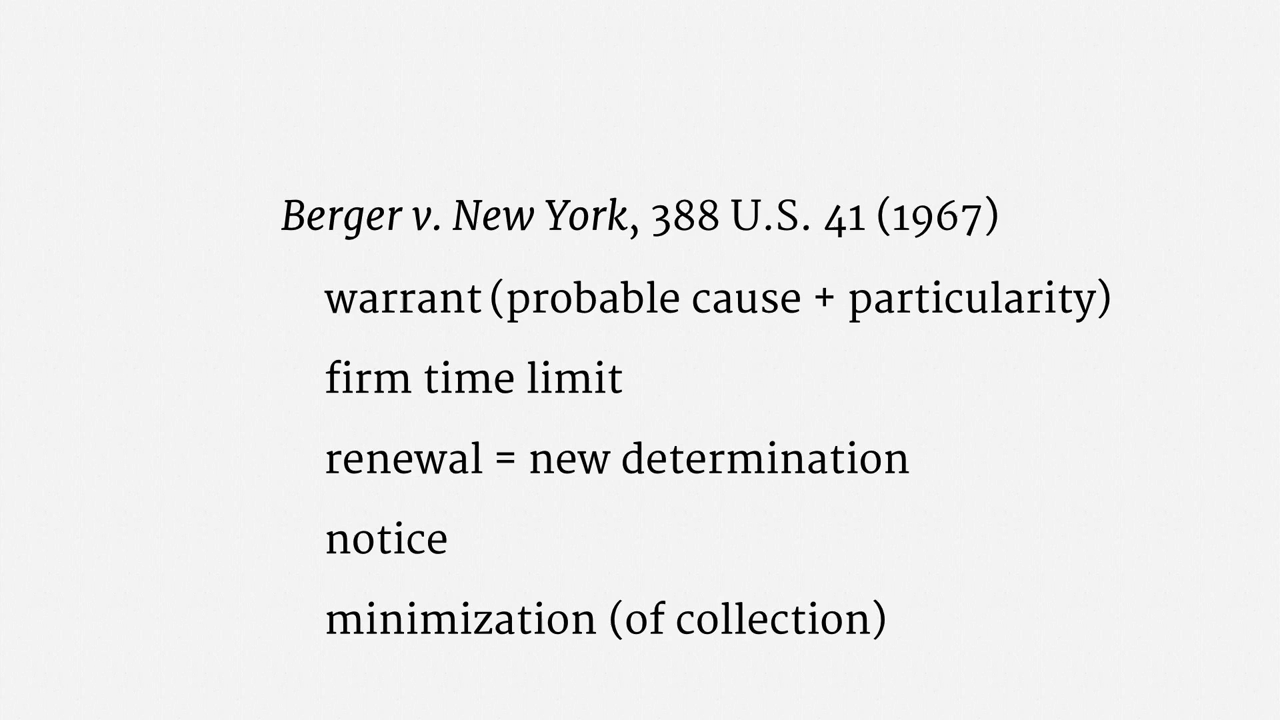 Berger v. New York, 388 U.S. 41 (1967)
warrant (probable cause + particularity)
firm time limit
renewal = new determination
notice
minimization (of collection)